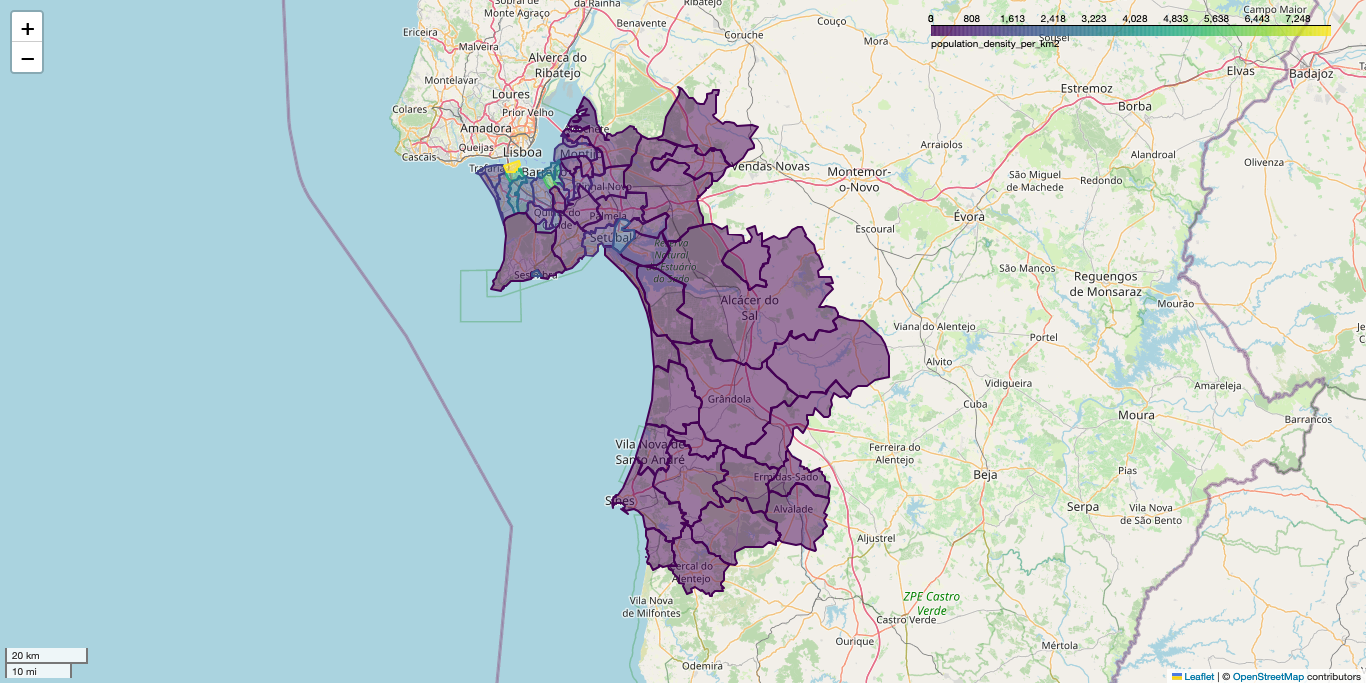 +
−
0 808 1,613 2,418 3,223 4,028 4,833 5,638 6,443 7,248
population_density_per_km2
Sobral de
Monte Agraço
da Rainha
Ribatejo
Benavente
Ericeira
Malveira
Alverca do
Ribatejo
Coruche
Couço
Mora
Sousel
Campo Maior
Elvas
Badajoz
Montelavar
Loures
Prior Velho
Colares
Amadora
Queijas
Cascais
Lisboa
Trafaria
Estremoz
Borba
Arraiolos
Alandroal
Olivenza
Vendas Novas
Montemor-
o-Novo
São Miguel
de Machede
Redondo
Pinhal Novo
Palmela
Quinta do
Conde
Setúbal
Sesimbra
Reserva
Natural
do Estuário
do Sado
Escoural
Évora
São Manços
Reguengos
de Monsaraz
Mourão
Alcácer do
Sal
Viana do Alentejo
Portel
Alvito
Vidigueira
Cuba
Amareleja
Moura
Barrancos
Grândola
Vila Nova de
Santo André
Ferreira do
Alentejo
Beja
Pias
Ermidas-Sado
Sines
Alvalade
Serpa
Vila Nova
de São Bento
Aljustrel
Cercal do
Alentejo
Vila Nova
de Milfontes
ZPE Castro
Verde
Castro Verde
Ourique
Mértola
Odemira
20 km
10 mi
Leaflet | © OpenStreetMap contributors